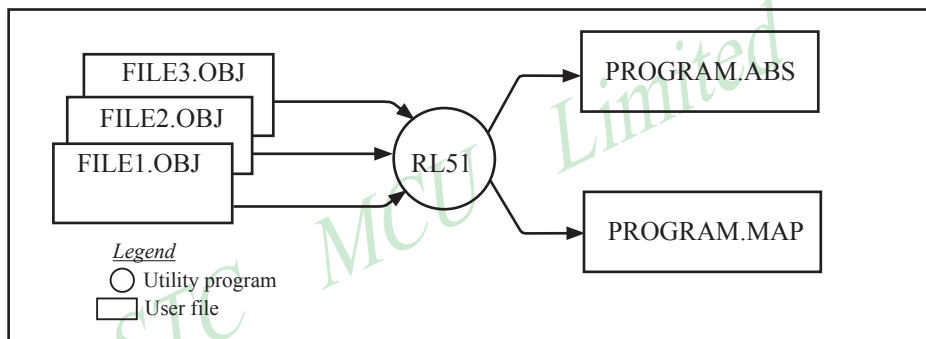 FILE3.OBJ
FILE2.OBJ
FILE1.OBJ
RL51
PROGRAM.ABS
PROGRAM.MAP
Legend
Utility program
User file
STC MCU Limited